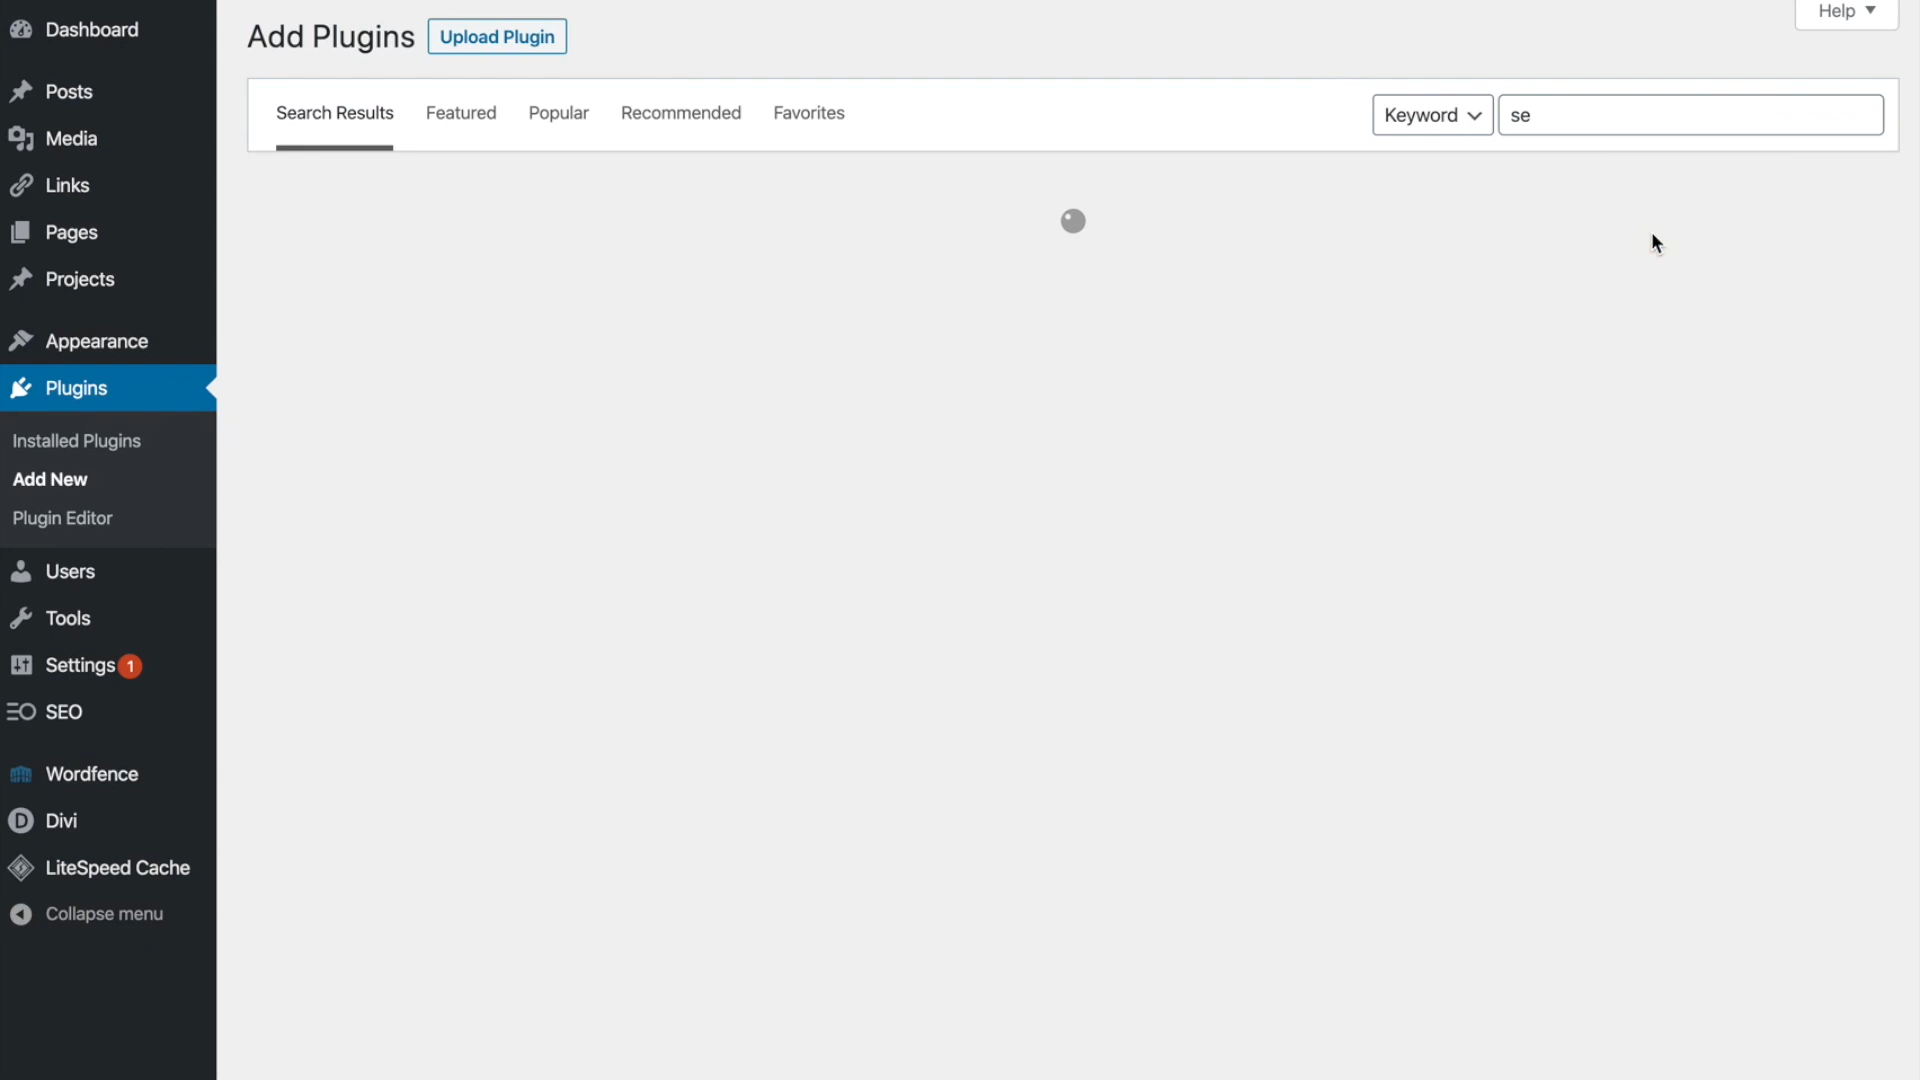 Dashboard
Posts
Media
Links
Pages
Projects
Appearance
Plugins
Installed Plugins
Add New
Plugin Editor
Users
Tools
Settings 1
SEO
Wordfence
Divi
LiteSpeed Cache
Collapse menu
Help
Add Plugins Upload Plugin
Search Results Featured Popular Recommended Favorites Keyword se